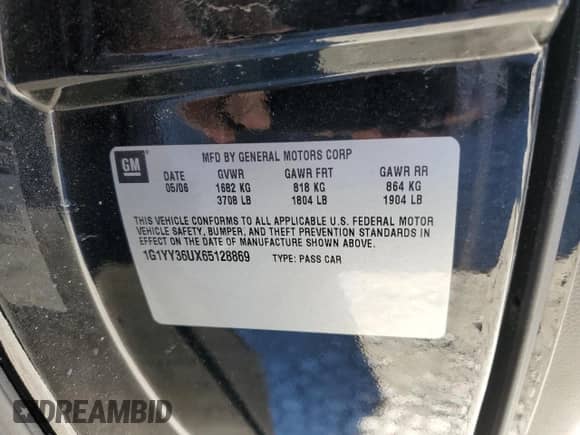 GM
MFD BY GENERAL MOTORS CORP
DATE GVWR GAWR FRT GAWR RR
05/06 1682 KG 818 KG 864 KG
3708 LB 1804 LB 1904 LB
THIS VEHICLE CONFORMS TO ALL APPLICABLE U.S. FEDERAL MOTOR
VEHICLE SAFETY, BUMPER, AND THEFT PREVENTION STANDARDS IN
EFFECT ON THE DATE OF MANUFACTURE SHOWN ABOVE.
1G1YY36UX65128869 TYPE: PASS CAR
DREAMBID